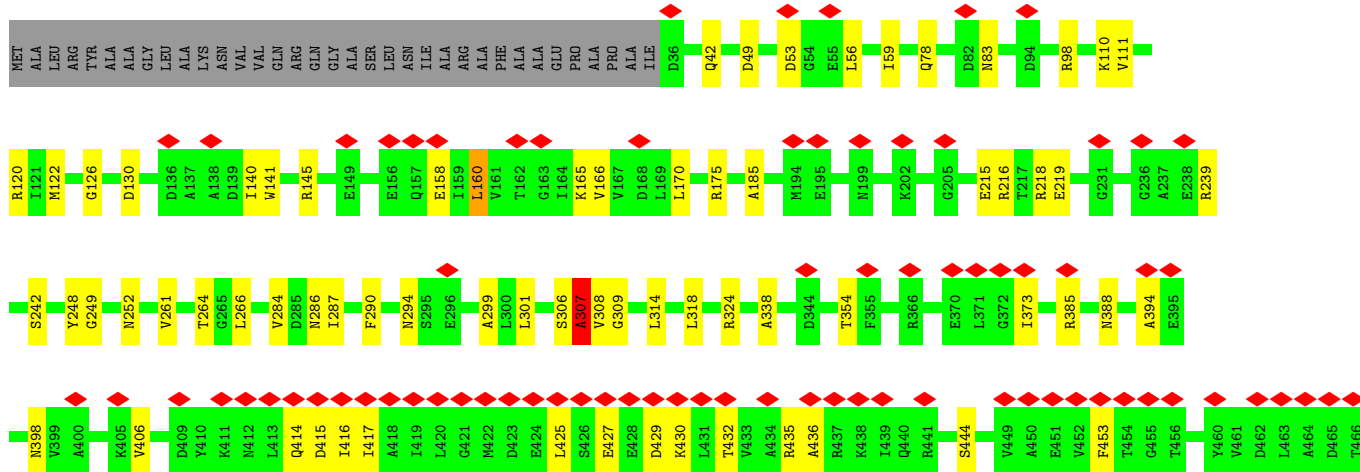 MET ALA LEU ARG TYR ALA ALA GLY LEU ALA LYS ASN VAL VAL GLN ARG GLN GLY ALA SER LEU ASN ILE ALA ARG ALA PHE ALA ALA GLU PRO ALA PRO ALA ILE D36 Q42 D49 D53 G54 E55 L56 I59 Q78 D82 N83 D94 R98 K110 V111
R120 I121 M122 G126 D130 D136 A137 A138 D139 I140 W141 R145 E149 E156 Q157 E158 I159 L160 V161 T162 G163 I164 K165 V166 V167 D168 L169 L170 R175 A185 M194 E195 N199 K202 G205 E215 R216 T217 R218 E219 G231 G236 A237 E238 R239
S242 Y248 G249 N252 V261 T264 G265 L266 V284 D285 N286 I287 F290 N294 S295 E296 A299 L300 L301 S306 A307 V308 G309 L314 L318 R324 A338 D344 T354 F355 R366 E370 L371 G372 I373 R385 N388 A394 E395
N398 V399 A400 K405 V406 D409 Y410 K411 N412 L413 Q414 D415 I416 I417 A418 I419 L420 G421 M422 D423 E424 L425 S426 E427 E428 D429 K430 L431 T432 V433 A434 R435 A436 R437 K438 I439 Q440 R441 S444 V449 A450 E451 V452 F453 T454 G455 T456 Y460 V461 D462 L463 A464 D465 T466